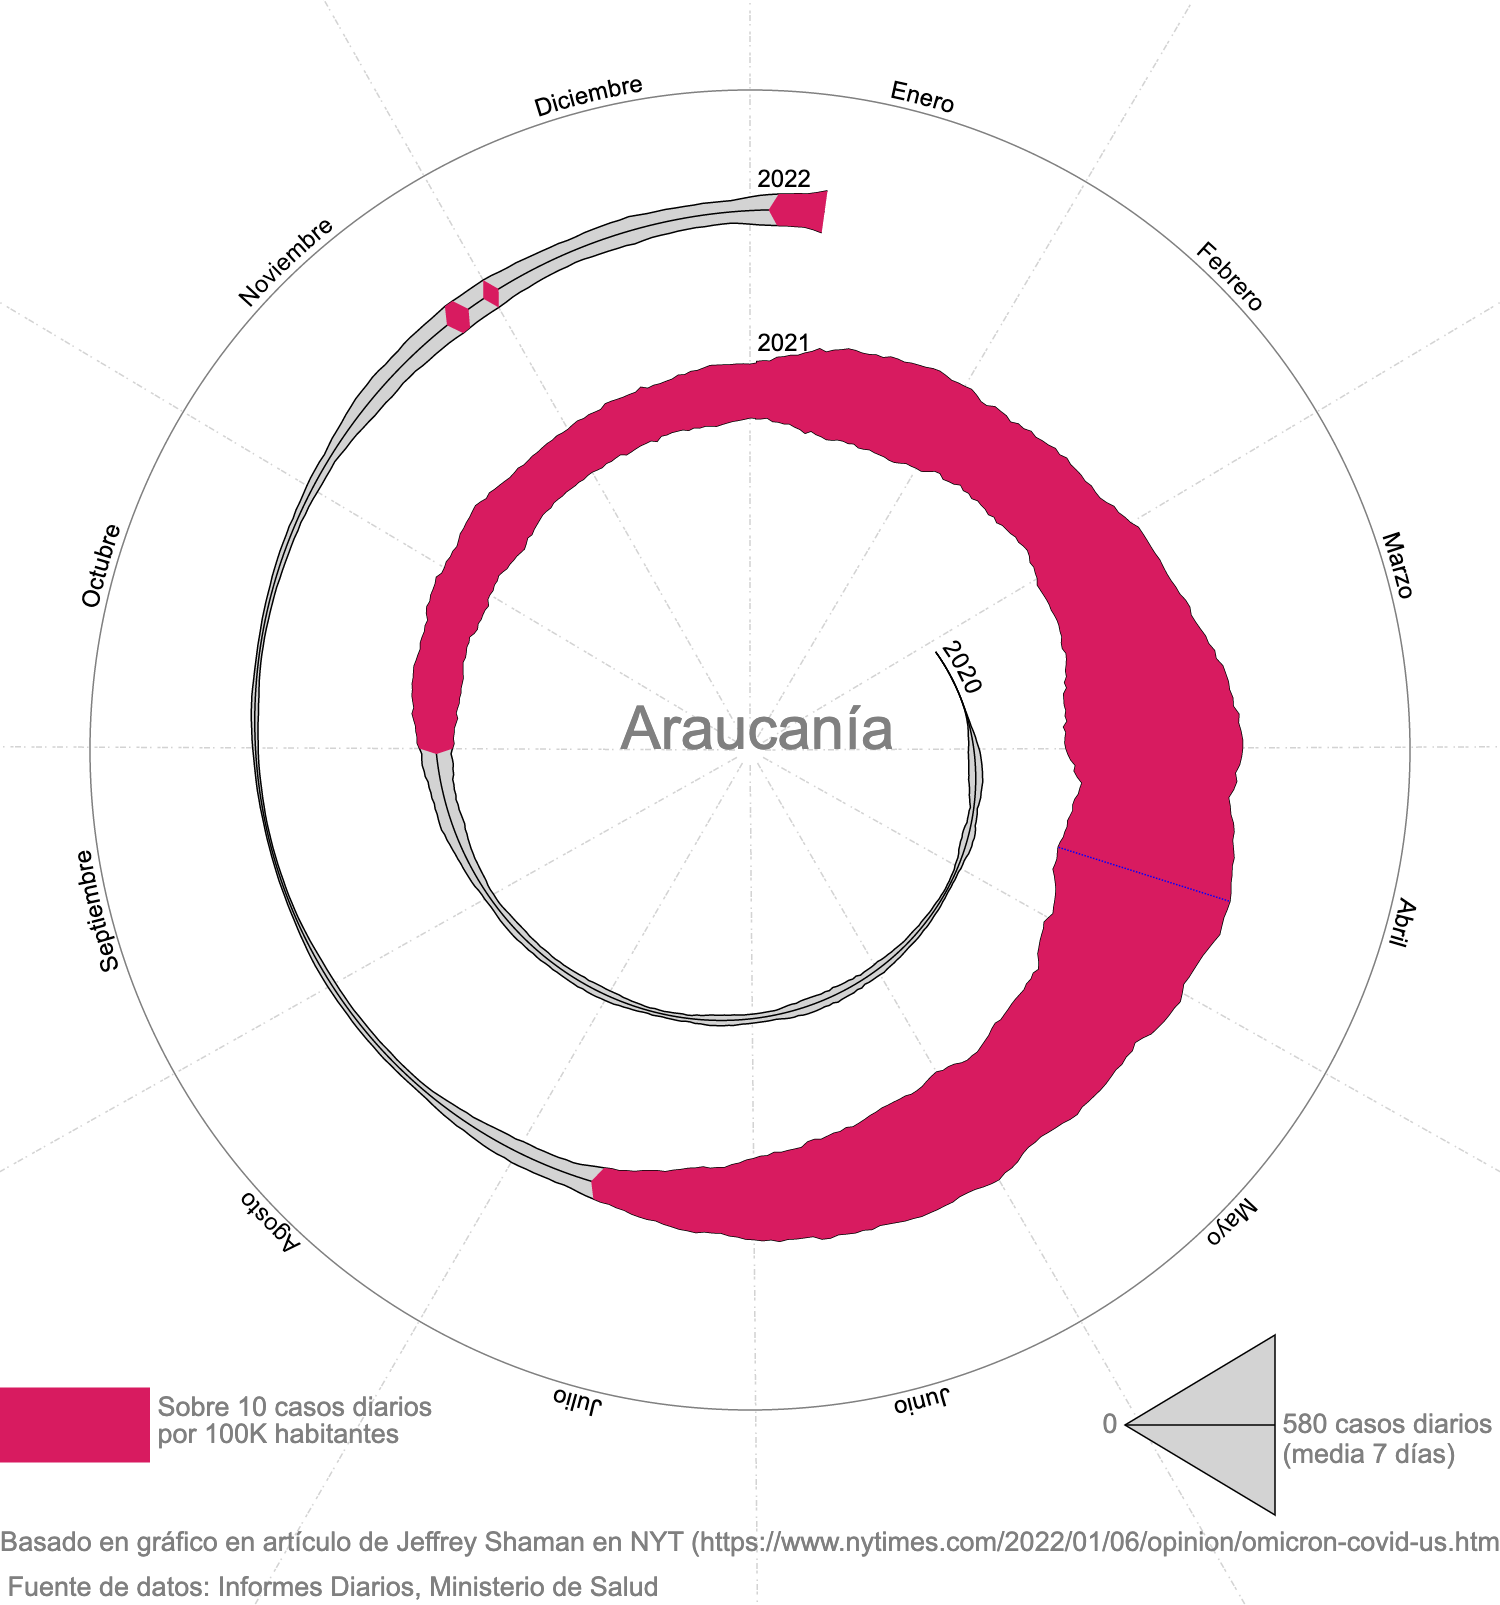 Diciembre
Enero
Noviembre
Febrero
2022
2021
Octubre
Marzo
2020
Araucanía
Septiembre
Abril
Agosto
Mayo
Julio
Junio
Sobre 10 casos diarios
por 100K habitantes
0
580 casos diarios
(media 7 días)
Basado en gráfico en artículo de Jeffrey Shaman en NYT (https://www.nytimes.com/2022/01/06/opinion/omicron-covid-us.htm
Fuente de datos: Informes Diarios, Ministerio de Salud